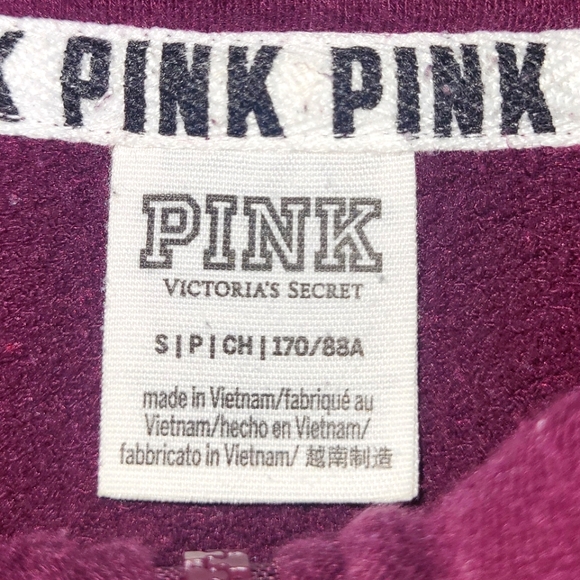 PINK PINK
PINK
VICTORIA'S SECRET
S|P|CH|170/88A
made in Vietnam/fabriqué au
Vietnam/hecho en Vietnam/
fabbricato in Vietnam/ 越南制造